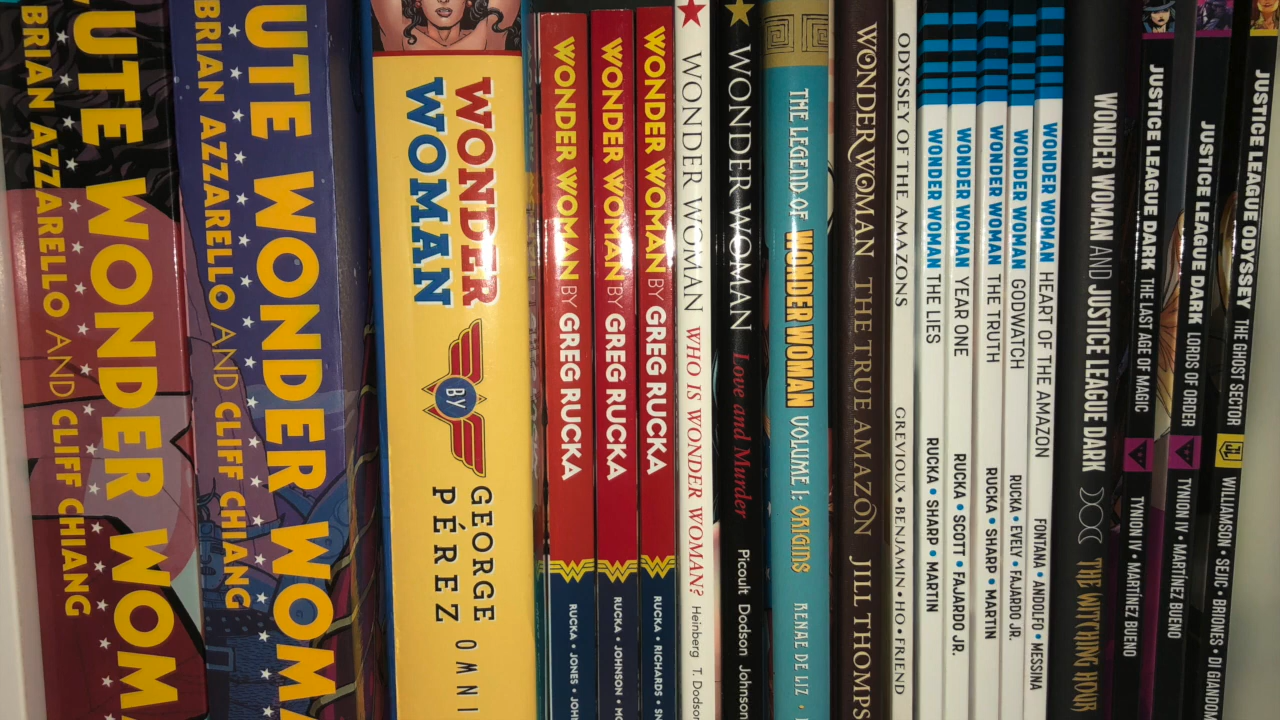 UTE WONDER WOM
BRIAN AZZARELLO AND CLIFF CHIANG
UTE WONDER WOM
BRIAN AZZARELLO AND CLIFF CHIANG
WONDER
WOMAN
BY
GEORGE
PÉREZ
OMNI
WONDER WOMAN BY GREG RUCKA
RUCKA • JONES • JOH
WONDER WOMAN BY GREG RUCKA
RUCKA • JOHNSON • MC
WONDER WOMAN BY GREG RUCKA
RUCKA • RICHARDS • SN
WONDER WOMAN WHO IS WONDER WOMAN? Heinberg T. Dodson
WONDER WOMAN Love and Murder Picoult Dodson Johnson
THE LEGEND OF WONDER WOMAN VOLUME 1: ORIGINS RENAE DE LIZ
WONDER WOMAN THE TRUE AMAZON JILL THOMPS
ODYSSEY OF THE AMAZONS GREVIOUX • BENJAMIN • HO • FRIEND
WONDER WOMAN THE LIES RUCKA • SHARP • MARTIN
WONDER WOMAN YEAR ONE RUCKA • SCOTT • FAJARDO JR.
WONDER WOMAN THE TRUTH RUCKA • SHARP • MARTIN
WONDER WOMAN GODWATCH RUCKA • EVELY • FAJARDO JR.
WONDER WOMAN HEART OF THE AMAZON FONTANA • ANDOLFO • MESSINA
WONDER WOMAN AND JUSTICE LEAGUE DARK THE WITCHING HOUR
JUSTICE LEAGUE DARK THE LAST AGE OF MAGIC TYNION IV • MARTÍNEZ BUENO
JUSTICE LEAGUE DARK LORDS OF ORDER TYNION IV • MARTÍNEZ BUENO
JUSTICE LEAGUE ODYSSEY THE GHOST SECTOR JL WILLIAMSON • SEJIC • BRIONES • DI GIANDOM